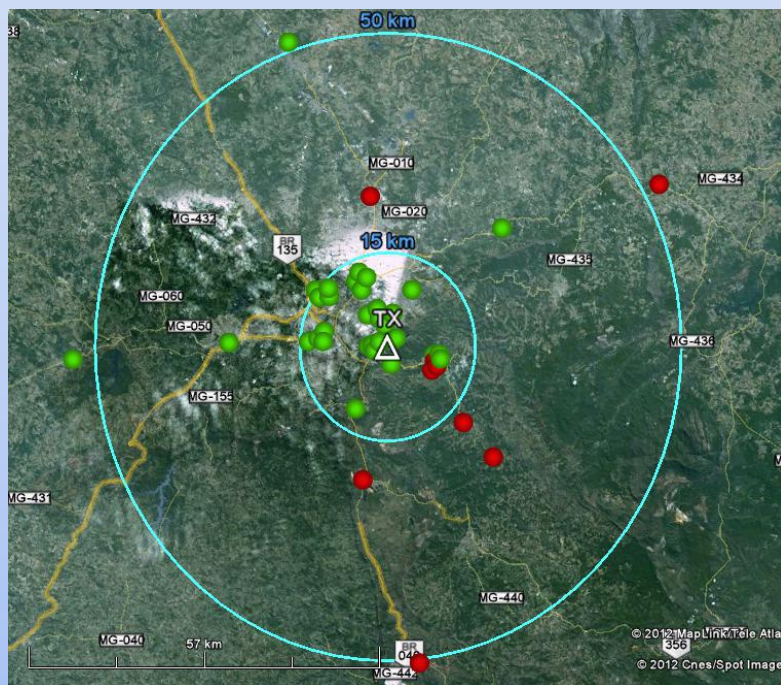 50 km
MG-010
MG-434
MG-432
MG-020
15 km
BR
135
MG-435
MG-060
TX
MG-050
MG-436
MG-155
MG-431
MG-440
MG-040
57 km
BR
040
MG-442
© 2012 MapLink/Tele Atlas
356
© 2012 Cnes/Spot Image